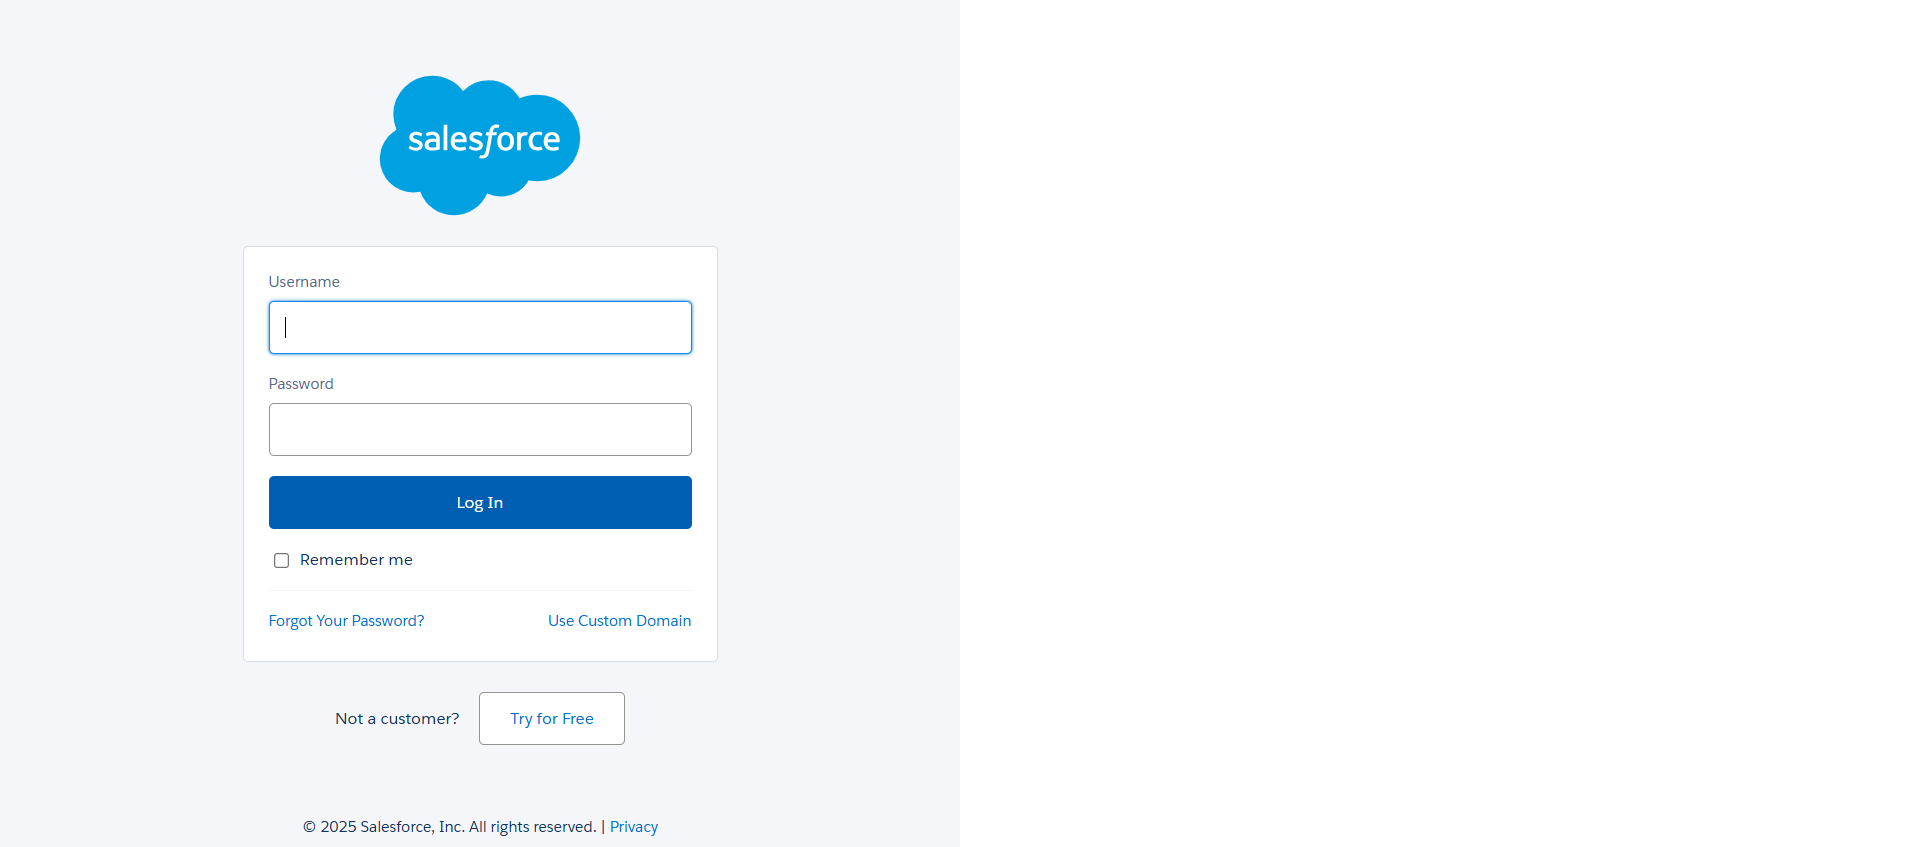 salesforce
Username
Password
Log In
Remember me
Forgot Your Password? Use Custom Domain
Not a customer? Try for Free
© 2025 Salesforce, Inc. All rights reserved. | Privacy